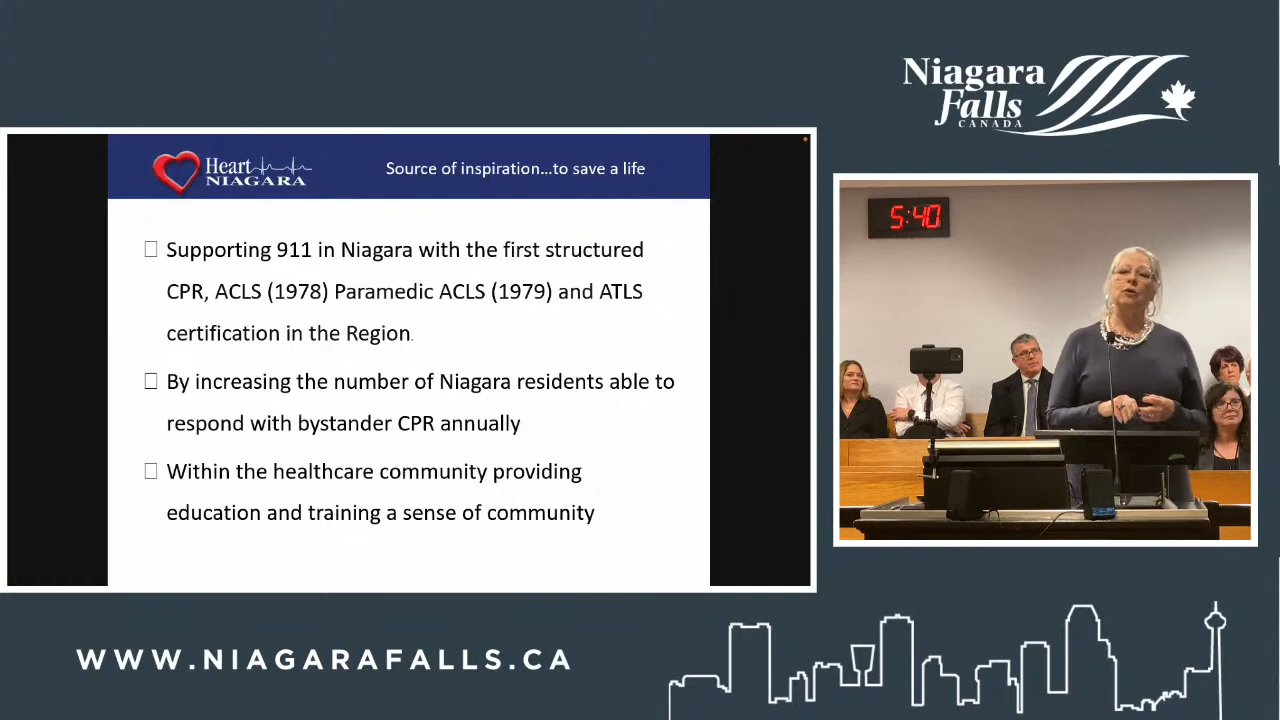 Niagara
Falls
CANADA
Heart
NIAGARA
Source of inspiration...to save a life
Supporting 911 in Niagara with the first structured
CPR, ACLS (1978) Paramedic ACLS (1979) and ATLS
certification in the Region.
By increasing the number of Niagara residents able to
respond with bystander CPR annually
Within the healthcare community providing
education and training a sense of community
5:40
WWW.NIAGARAFALLS.CA